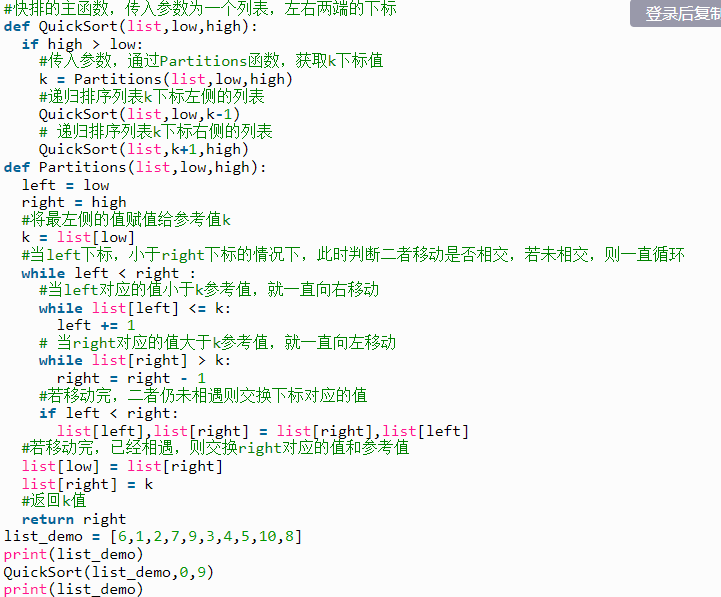 #快排的主函数，传入参数为一个列表，左右两端的下标
登录后复制
def QuickSort(list,low,high):
  if high > low:
    #传入参数，通过Partitions函数，获取k下标值
    k = Partitions(list,low,high)
    #递归排序列表k下标左侧的列表
    QuickSort(list,low,k-1)
    # 递归排序列表k下标右侧的列表
    QuickSort(list,k+1,high)
def Partitions(list,low,high):
  left = low
  right = high
  #将最左侧的值赋值给参考值k
  k = list[low]
  #当left下标，小于right下标的情况下，此时判断二者移动是否相交，若未相交，则一直循环
  while left < right :
    #当left对应的值小于k参考值，就一直向右移动
    while list[left] <= k:
      left += 1
    # 当right对应的值大于k参考值，就一直向左移动
    while list[right] > k:
      right = right - 1
    #若移动完，二者仍未相遇则交换下标对应的值
    if left < right:
      list[left],list[right] = list[right],list[left]
  #若移动完，已经相遇，则交换right对应的值和参考值
  list[low] = list[right]
  list[right] = k
  #返回k值
  return right
list_demo = [6,1,2,7,9,3,4,5,10,8]
print(list_demo)
QuickSort(list_demo,0,9)
print(list_demo)